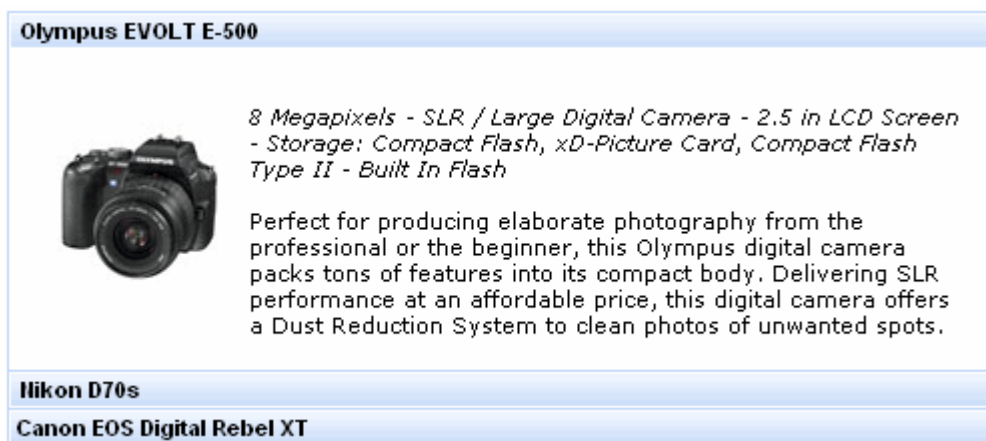 Olympus EVOLT E-500
OLYMPUS
8 Megapixels - SLR / Large Digital Camera - 2.5 in LCD Screen
- Storage: Compact Flash, xD-Picture Card, Compact Flash
Type II - Built In Flash
Perfect for producing elaborate photography from the
professional or the beginner, this Olympus digital camera
packs tons of features into its compact body. Delivering SLR
performance at an affordable price, this digital camera offers
a Dust Reduction System to clean photos of unwanted spots.
Nikon D70s
Canon EOS Digital Rebel XT